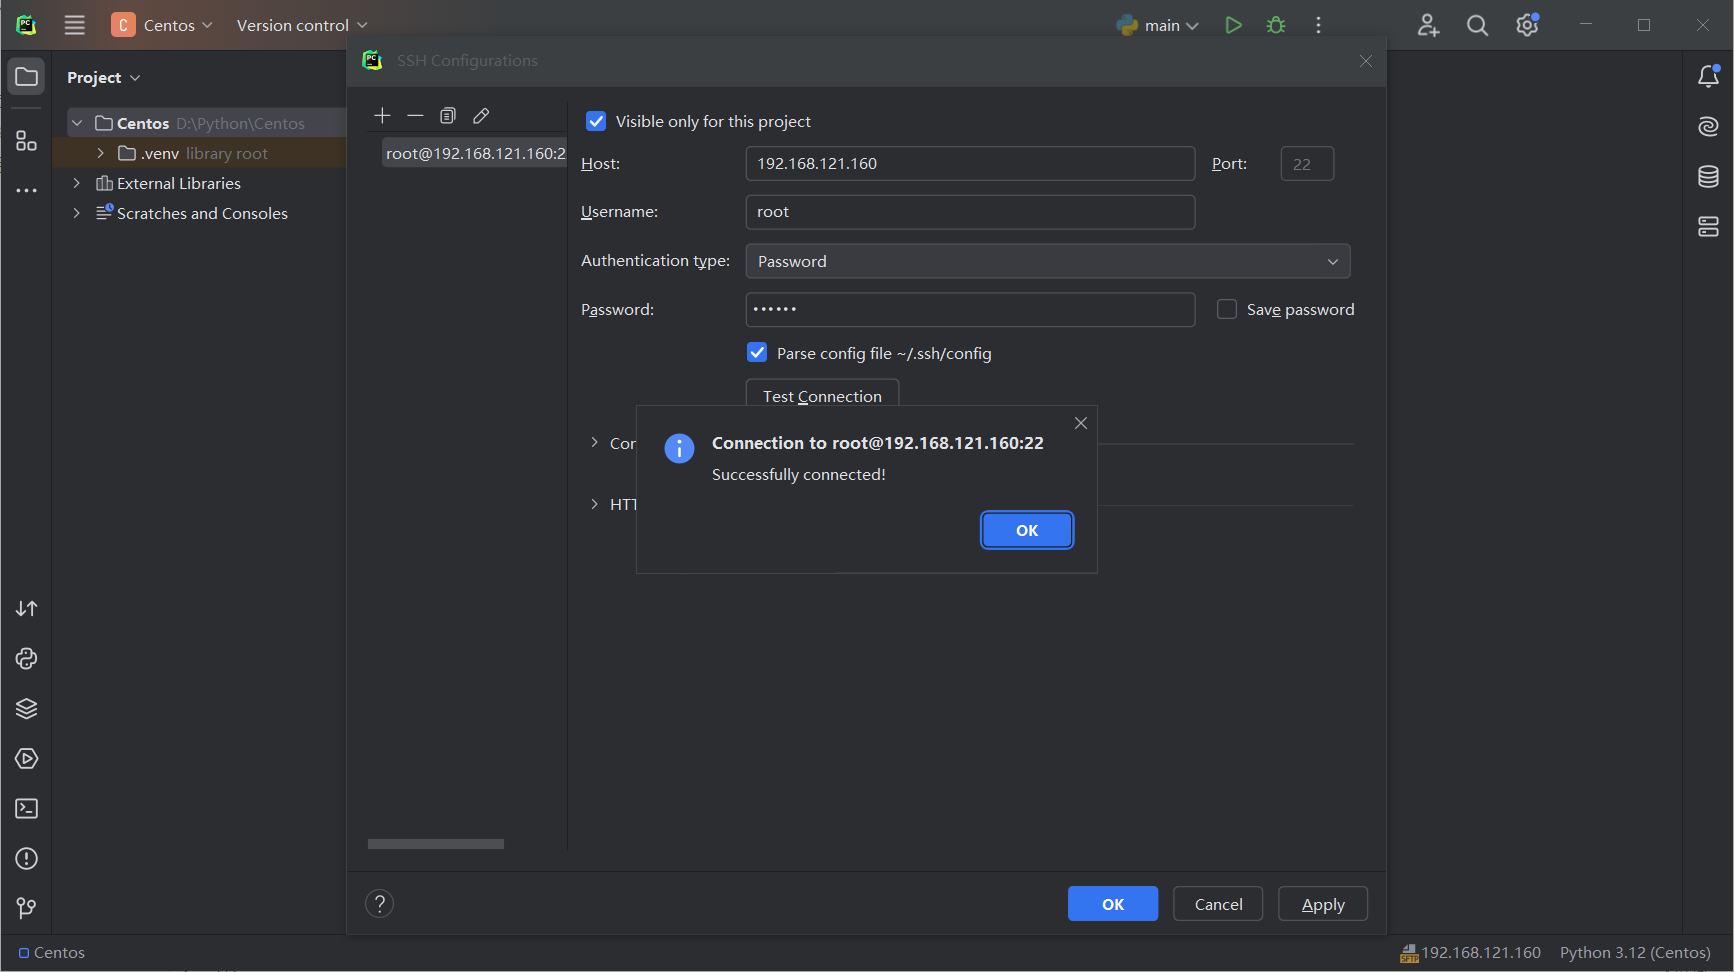 C Centos Version control main
SSH Configurations
Project
Centos D:\Python\Centos
.venv library root
External Libraries
Scratches and Consoles
root@192.168.121.160:2
Visible only for this project
Host: 192.168.121.160 Port: 22
Username: root
Authentication type: Password
Password: •••••• Save password
Parse config file ~/.ssh/config
Test Connection
Cor
HTT
Connection to root@192.168.121.160:22
Successfully connected!
OK
? OK Cancel Apply
Centos
SFTP 192.168.121.160 Python 3.12 (Centos)